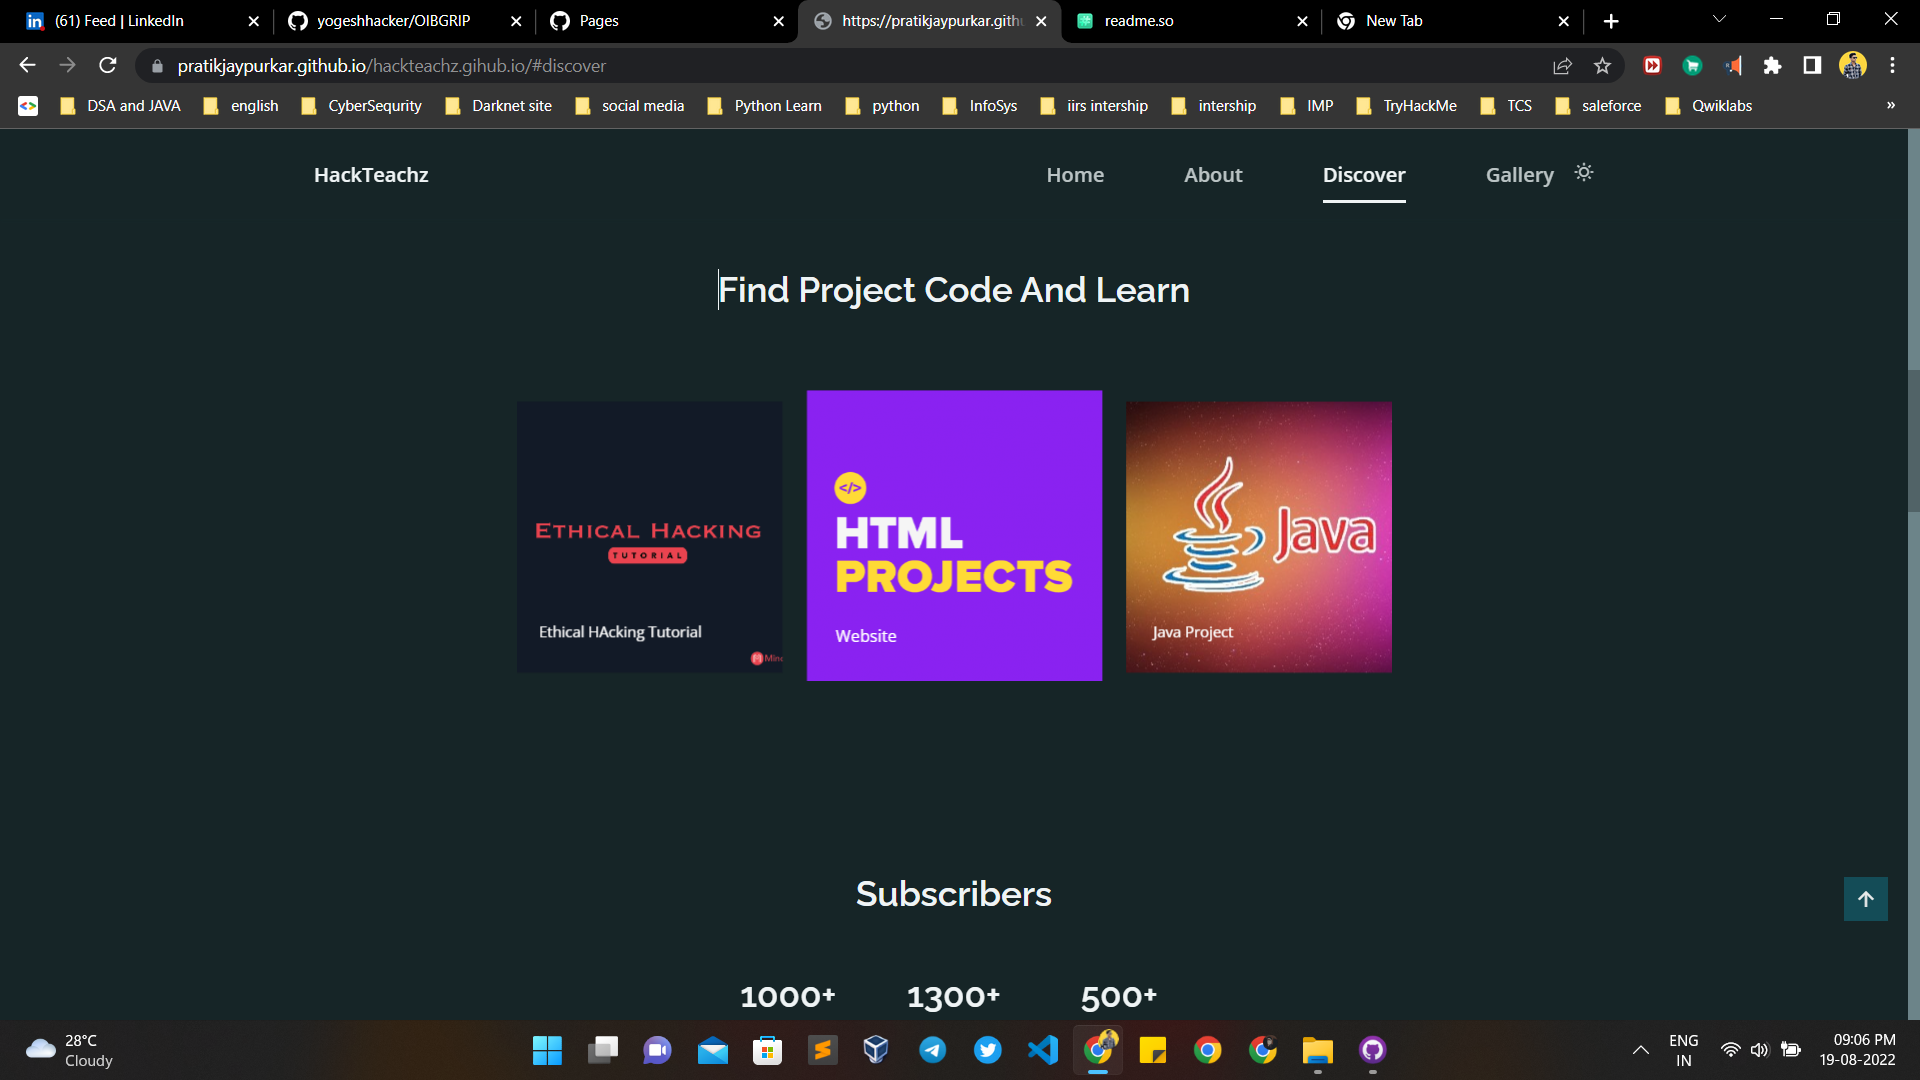 (61) Feed | LinkedIn
yogeshhacker/OIBGRIP
Pages
https://pratikjaypurkar.gith
readme.so
New Tab
pratikjaypurkar.github.io/hackteachz.gihub.io/#discover
DSA and JAVA
english
CyberSequrity
Darknet site
social media
Python Learn
python
InfoSys
iirs intership
intership
IMP
TryHackMe
TCS
saleforce
Qwiklabs
»
HackTeachz
Home
About
Discover
Gallery
Find Project Code And Learn
ETHICAL HACKING
TUTORIAL
Ethical HAcking Tutorial
</>
HTML
PROJECTS
Website
Java
Java Project
Subscribers
1000+
1300+
500+
28°C
Cloudy
ENG
IN
09:06 PM
19-08-2022